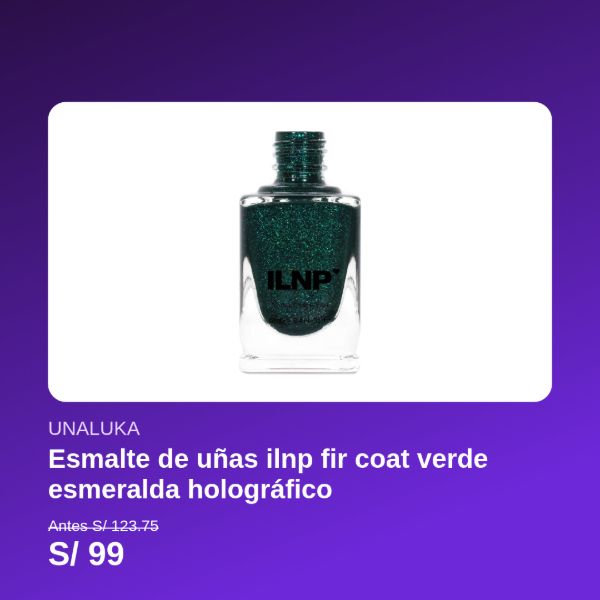 ILNP
UNALUKA
Esmalte de uñas ilnp fir coat verde
esmeralda holográfico
Antes S/ 123.75
S/ 99